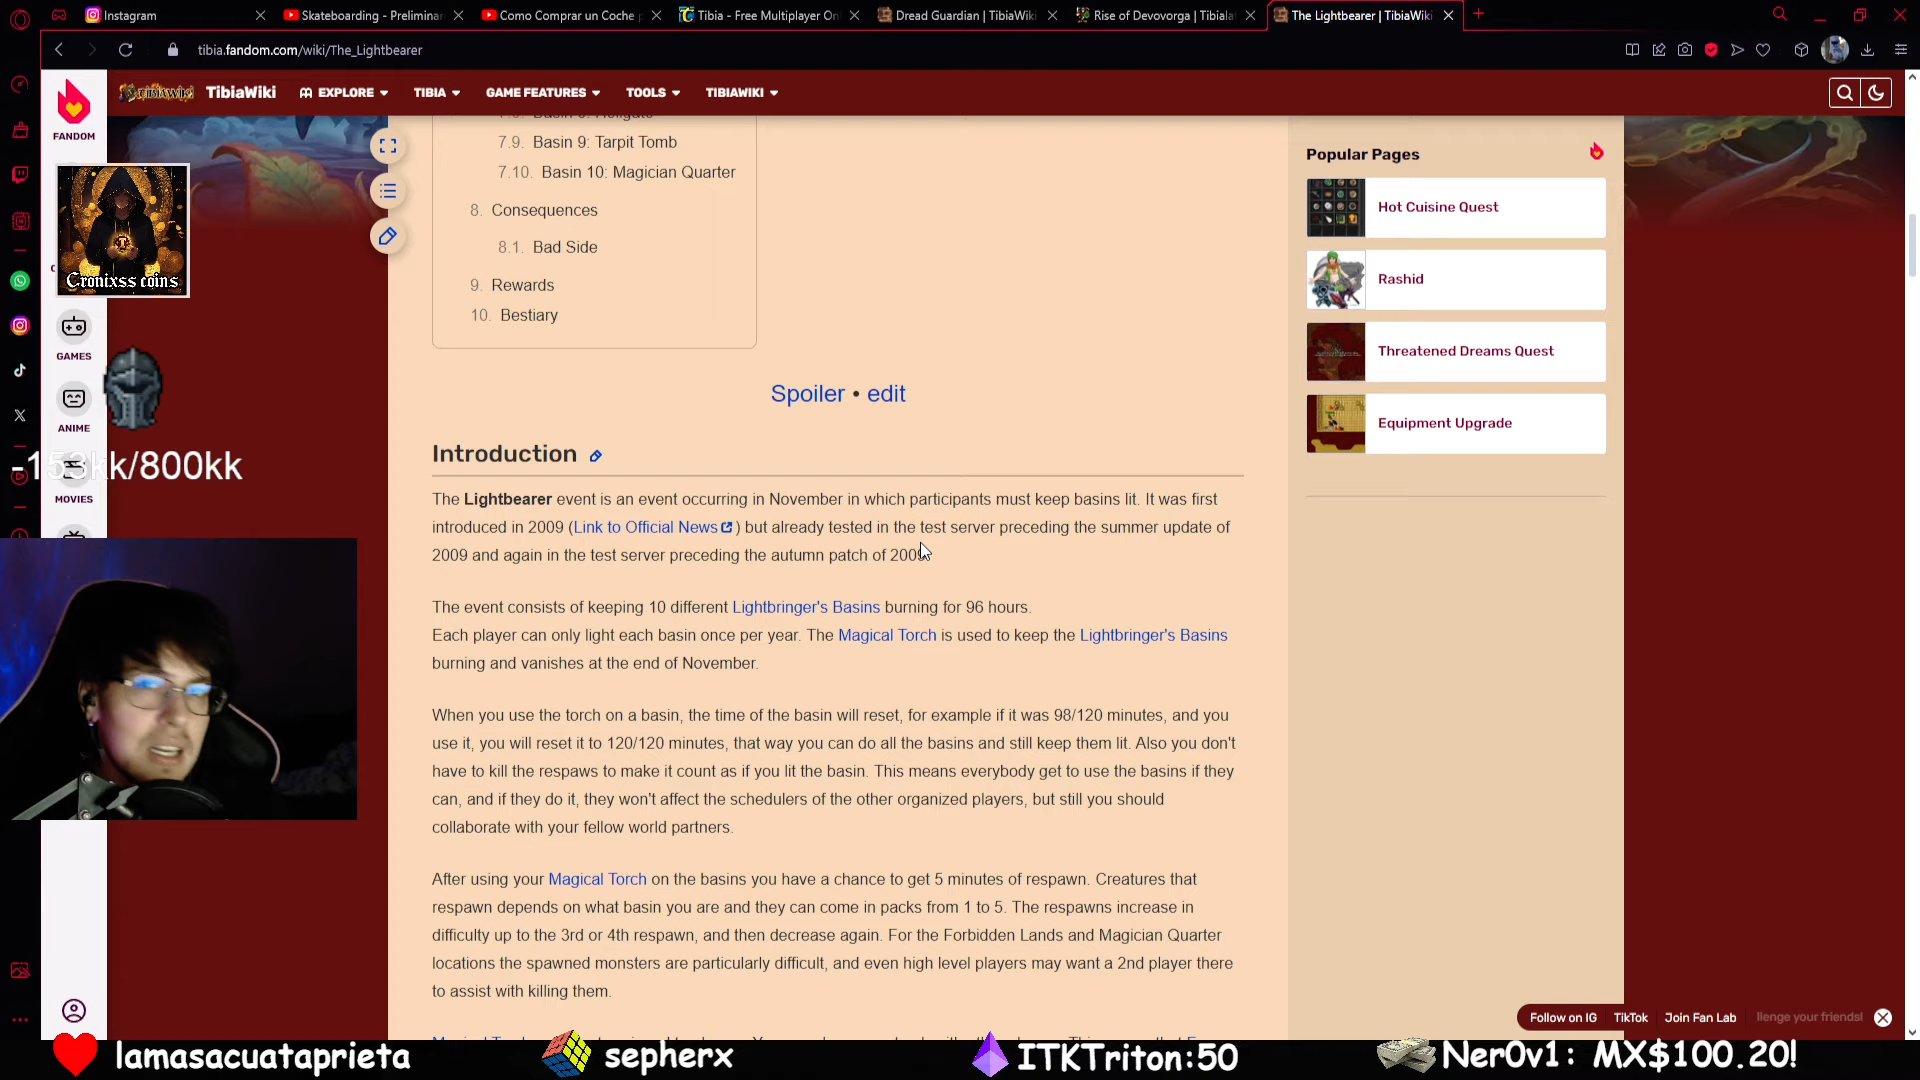 Instagram
Skateboarding - Prelimina
Como Comprar un Coche
Tibia - Free Multiplayer On
Dread Guardian | TibiaWiki
Rise of Devovorga | Tibiala
The Lightbearer | TibiaWiki
tibia.fandom.com/wiki/The_Lightbearer
FANDOM
TibiaWiki
EXPLORE
TIBIA
GAME FEATURES
TOOLS
TIBIAWIKI
7.9. Basin 9: Tarpit Tomb
7.10. Basin 10: Magician Quarter
8. Consequences
8.1. Bad Side
9. Rewards
10. Bestiary
Spoiler • edit
Introduction
The Lightbearer event is an event occurring in November in which participants must keep basins lit. It was first
introduced in 2009 (Link to Official News) but already tested in the test server preceding the summer update of
2009 and again in the test server preceding the autumn patch of 2009.
The event consists of keeping 10 different Lightbringer's Basins burning for 96 hours.
Each player can only light each basin once per year. The Magical Torch is used to keep the Lightbringer's Basins
burning and vanishes at the end of November.
When you use the torch on a basin, the time of the basin will reset, for example if it was 98/120 minutes, and you
use it, you will reset it to 120/120 minutes, that way you can do all the basins and still keep them lit. Also you don't
have to kill the respaws to make it count as if you lit the basin. This means everybody get to use the basins if they
can, and if they do it, they won't affect the schedulers of the other organized players, but still you should
collaborate with your fellow world partners.
After using your Magical Torch on the basins you have a chance to get 5 minutes of respawn. Creatures that
respawn depends on what basin you are and they can come in packs from 1 to 5. The respawns increase in
difficulty up to the 3rd or 4th respawn, and then decrease again. For the Forbidden Lands and Magician Quarter
locations the spawned monsters are particularly difficult, and even high level players may want a 2nd player there
to assist with killing them.
Popular Pages
Hot Cuisine Quest
Rashid
Threatened Dreams Quest
Equipment Upgrade
Cronixss coins
GAMES
ANIME
-153kk/800kk
MOVIES
Follow on IG
TikTok
Join Fan Lab
llenge your friends!
lamasacuataprieta
sepherx
ITKTriton:50
Ner0v1: MX$100.20!